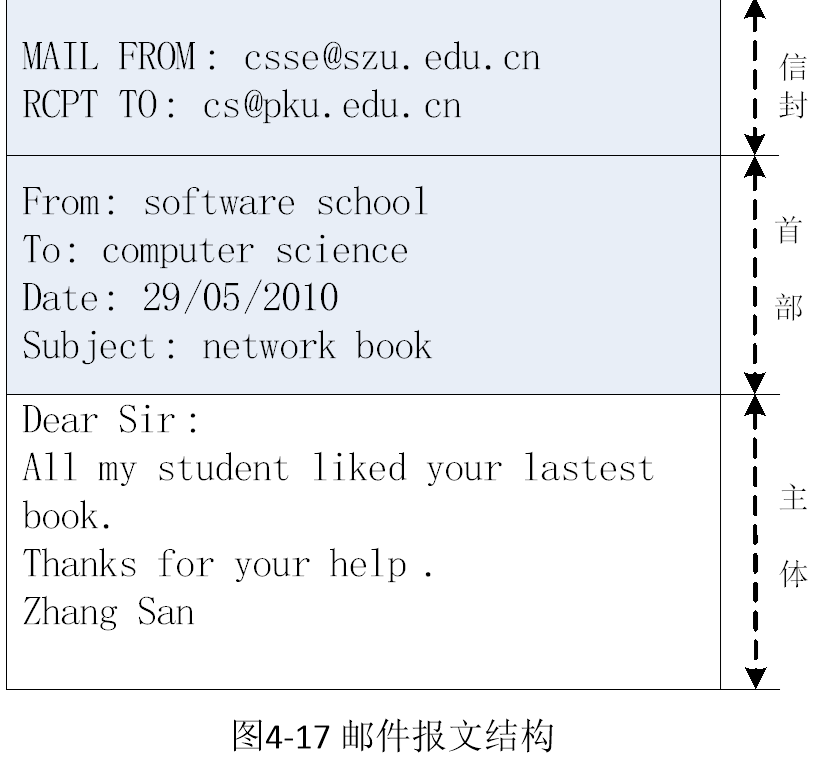 MAIL FROM: csse@szu.edu.cn
RCPT TO: cs@pku.edu.cn
信封
From: software school
To: computer science
Date: 29/05/2010
Subject: network book
首部
Dear Sir:
All my student liked your lastest
book.
Thanks for your help .
Zhang San
主体
图4-17 邮件报文结构